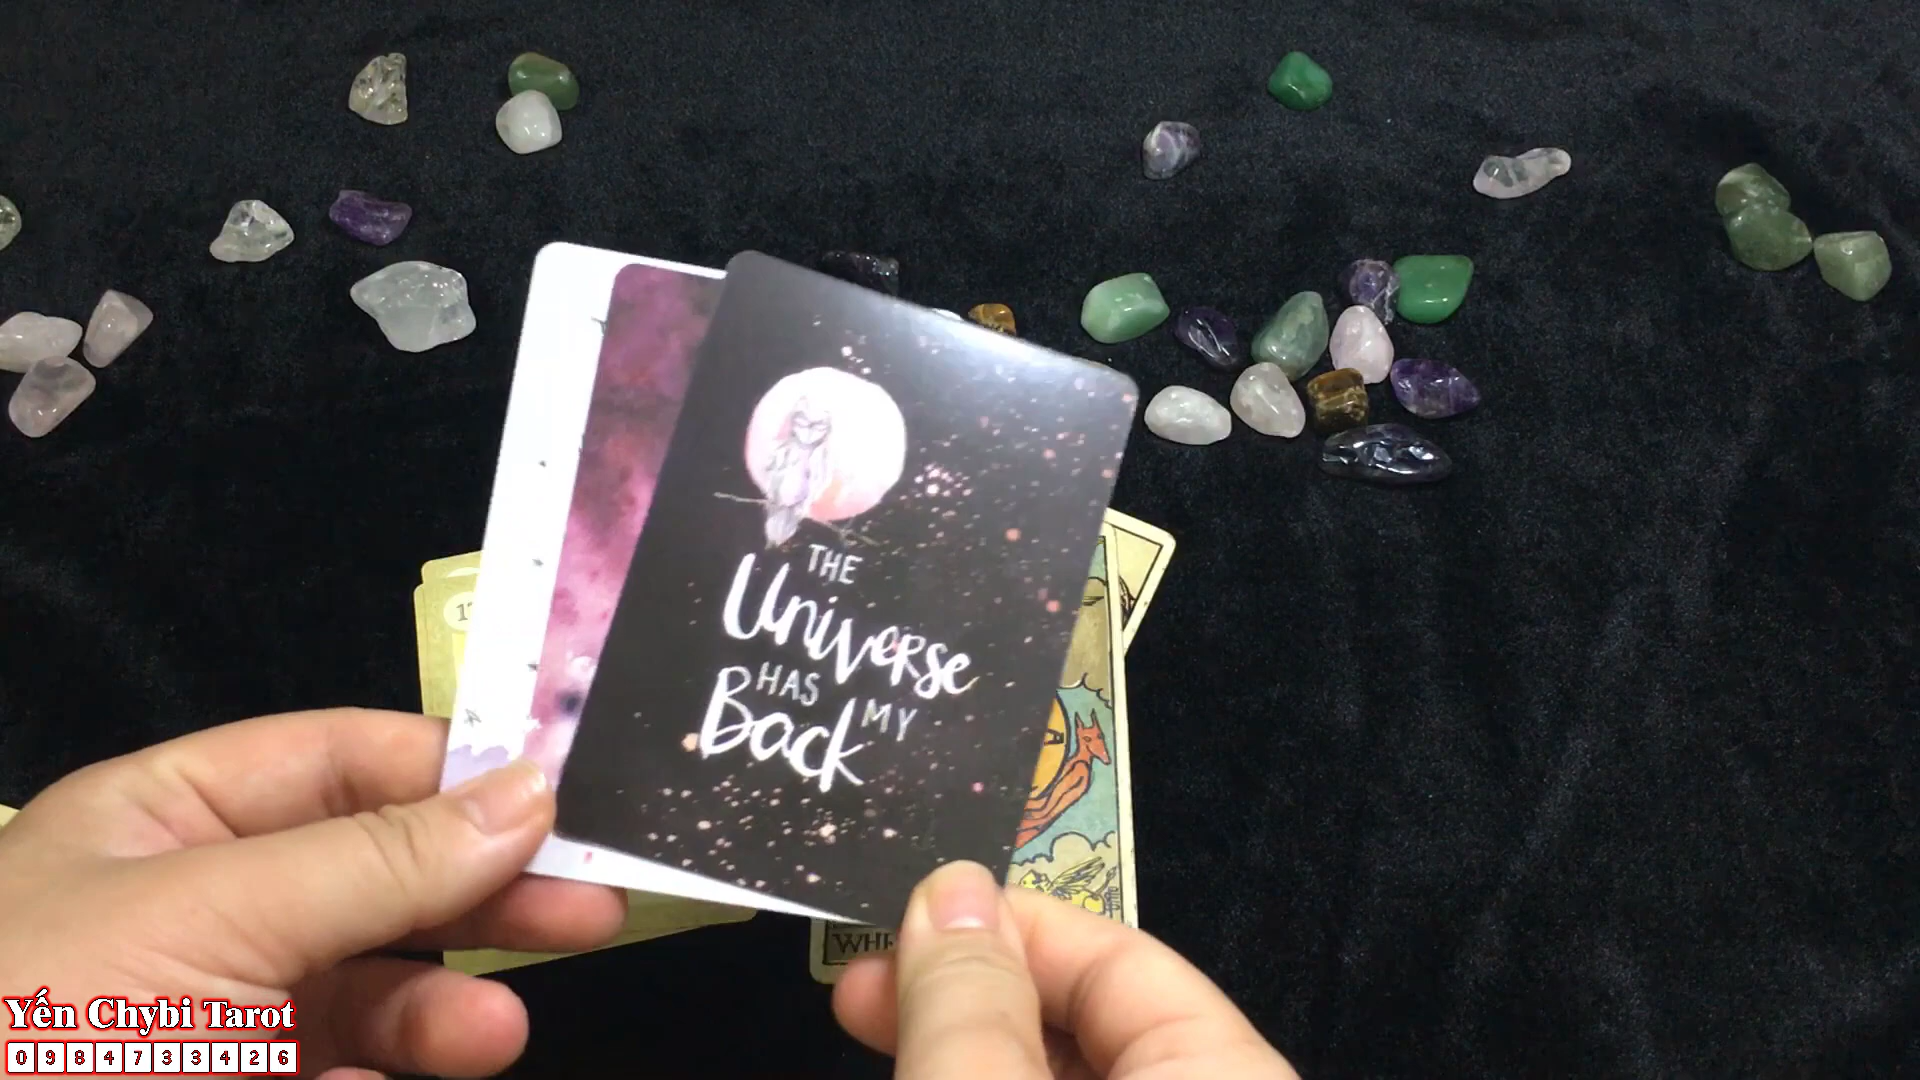 THE
Universe
HAS MY
Back
Yến Chybi Tarot
0984733426